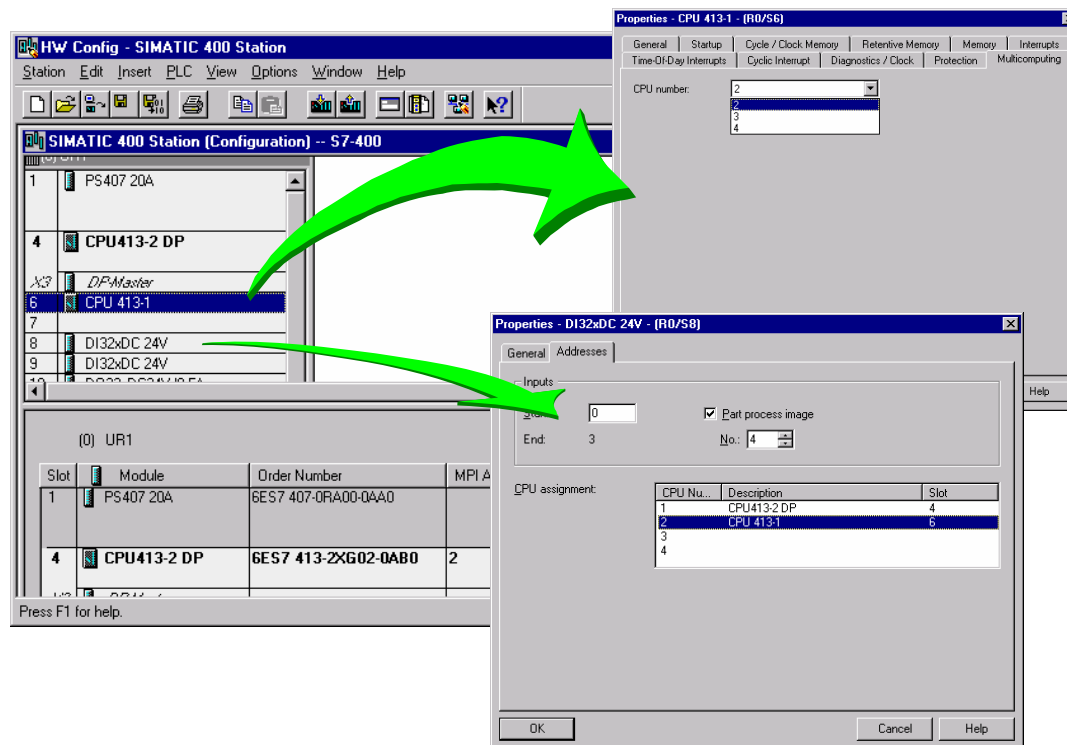 HW Config - SIMATIC 400 Station
Station Edit Insert PLC View Options Window Help
SIMATIC 400 Station (Configuration) -- S7-400
1 PS407 20A
4 CPU413-2 DP
X3 DP-Master
6 CPU 413-1
7
8 DI32xDC 24V
9 DI32xDC 24V
(0) UR1
Slot Module Order Number MPI A
1 PS407 20A 6ES7 407-0RA00-0AA0
4 CPU413-2 DP 6ES7 413-2XG02-0AB0 2
Press F1 for help.
Properties - CPU 413-1 - (R0/S6)
General Startup Cycle / Clock Memory Retentive Memory Memory Interrupts
Time-Of-Day Interrupts Cyclic Interrupt Diagnostics / Clock Protection Multicomputing
CPU number: 2
2
3
4
Help
Properties - DI32xDC 24V - (R0/S8)
General Addresses
Inputs
0 Part process image
End: 3 No.: 4
CPU assignment:
CPU Nu... Description Slot
1 CPU413-2 DP 4
2 CPU 413-1 6
3
4
OK Cancel Help